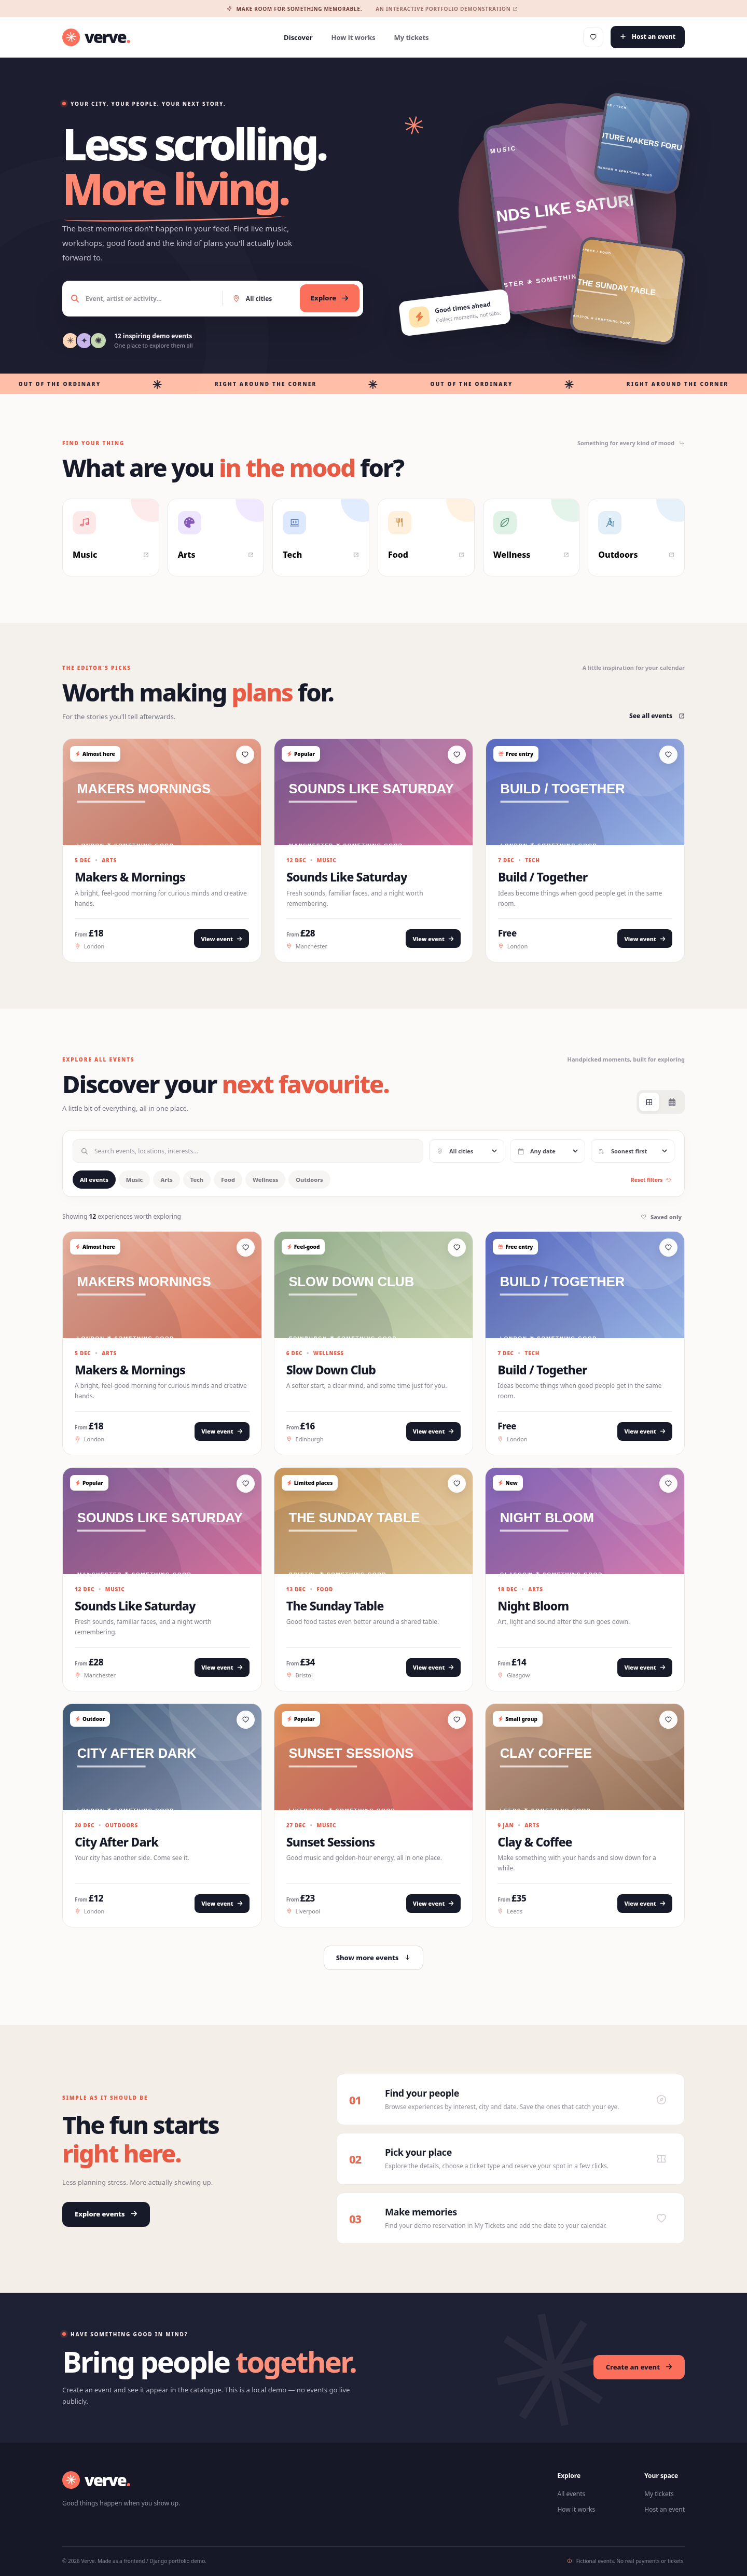 MAKE ROOM FOR SOMETHING MEMORABLE. AN INTERACTIVE PORTFOLIO DEMONSTRATION
verve.
Discover How it works My tickets
Host an event
YOUR CITY. YOUR PEOPLE. YOUR NEXT STORY.
Less scrolling.
More living.
The best memories don't happen in your feed. Find live music,
workshops, good food and the kind of plans you'll actually look
forward to.
Event, artist or activity...
All cities
Explore
12 inspiring demo events
One place to explore them all
MUSIC
NDS LIKE SATUR
STER ✳ SOMETHIN
UTURE MAKERS FORU
THE SUNDAY TABLE
BRISTOL ✳ SOMETHING GOOD
Good times ahead
Collect moments, not tabs.
OUT OF THE ORDINARY ✳ RIGHT AROUND THE CORNER ✳ OUT OF THE ORDINARY ✳ RIGHT AROUND THE CORNER
FIND YOUR THING
Something for every kind of mood
What are you in the mood for?
Music
Arts
Tech
Food
Wellness
Outdoors
THE EDITOR'S PICKS
A little inspiration for your calendar
Worth making plans for.
For the stories you'll tell afterwards.
See all events
Almost here
MAKERS MORNINGS
5 DEC • ARTS
Makers & Mornings
A bright, feel-good morning for curious minds and creative
hands.
From £18
London
View event
Popular
SOUNDS LIKE SATURDAY
12 DEC • MUSIC
Sounds Like Saturday
Fresh sounds, familiar faces, and a night worth
remembering.
From £28
Manchester
View event
Free entry
BUILD / TOGETHER
7 DEC • TECH
Build / Together
Ideas become things when good people get in the same
room.
Free
London
View event
EXPLORE ALL EVENTS
Handpicked moments, built for exploring
Discover your next favourite.
A little bit of everything, all in one place.
Search events, locations, interests...
All cities
Any date
Soonest first
All events
Music
Arts
Tech
Food
Wellness
Outdoors
Reset filters
Showing 12 experiences worth exploring
Saved only
Almost here
MAKERS MORNINGS
5 DEC • ARTS
Makers & Mornings
A bright, feel-good morning for curious minds and creative
hands.
From £18
London
View event
Feel-good
SLOW DOWN CLUB
6 DEC • WELLNESS
Slow Down Club
A softer start, a clear mind, and some time just for you.
From £16
Edinburgh
View event
Free entry
BUILD / TOGETHER
7 DEC • TECH
Build / Together
Ideas become things when good people get in the same
room.
Free
London
View event
Popular
SOUNDS LIKE SATURDAY
12 DEC • MUSIC
Sounds Like Saturday
Fresh sounds, familiar faces, and a night worth
remembering.
From £28
Manchester
View event
Limited places
THE SUNDAY TABLE
13 DEC • FOOD
The Sunday Table
Good food tastes even better around a shared table.
From £34
Bristol
View event
New
NIGHT BLOOM
18 DEC • ARTS
Night Bloom
Art, light and sound after the sun goes down.
From £14
Glasgow
View event
Outdoor
CITY AFTER DARK
20 DEC • OUTDOORS
City After Dark
Your city has another side. Come see it.
From £12
London
View event
Popular
SUNSET SESSIONS
27 DEC • MUSIC
Sunset Sessions
Good music and golden-hour energy, all in one place.
From £23
Liverpool
View event
Small group
CLAY COFFEE
9 JAN • ARTS
Clay & Coffee
Make something with your hands and slow down for a
while.
From £35
Leeds
View event
Show more events
SIMPLE AS IT SHOULD BE
The fun starts
right here.
Less planning stress. More actually showing up.
Explore events
01
Find your people
Browse experiences by interest, city and date. Save the ones that catch your eye.
02
Pick your place
Explore the details, choose a ticket type and reserve your spot in a few clicks.
03
Make memories
Find your demo reservation in My Tickets and add the date to your calendar.
HAVE SOMETHING GOOD IN MIND?
Bring people together.
Create an event and see it appear in the catalogue. This is a local demo — no events go live
publicly.
Create an event
verve.
Good things happen when you show up.
Explore
All events
How it works
Your space
My tickets
Host an event
© 2026 Verve. Made as a frontend / Django portfolio demo.
Fictional events. No real payments or tickets.